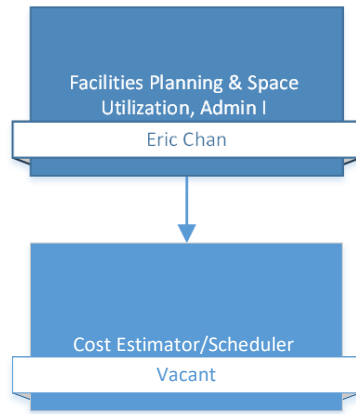 Facilities Planning & Space
Utilization, Admin I
Eric Chan
Cost Estimator/Scheduler
Vacant